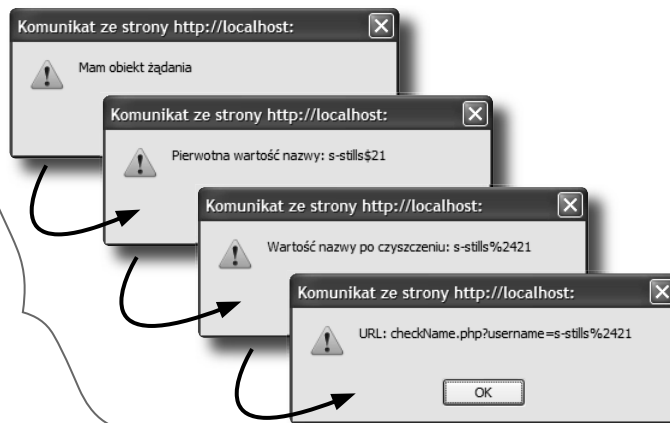 Komunikat ze strony http://localhost:
Mam obiekt żądania
Komunikat ze strony http://localhost:
Pierwotna wartość nazwy: s-stills$21
Komunikat ze strony http://localhost:
Wartość nazwy po czyszczeniu: s-stills%2421
Komunikat ze strony http://localhost:
URL: checkName.php?username=s-stills%2421
OK